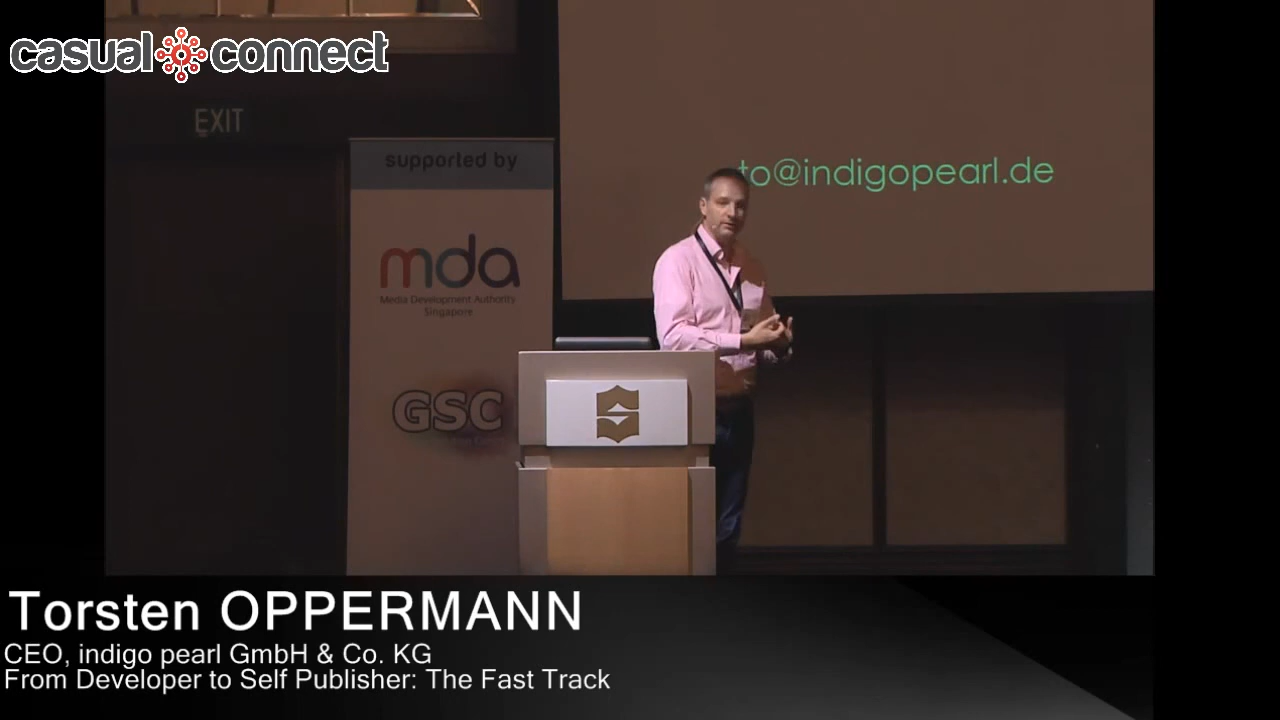 casual connect
EXIT
supported by
mda
Media Development Authority
Singapore
GSC
to@indigopearl.de
Torsten OPPERMANN
CEO, indigo pearl GmbH & Co. KG
From Developer to Self Publisher: The Fast Track